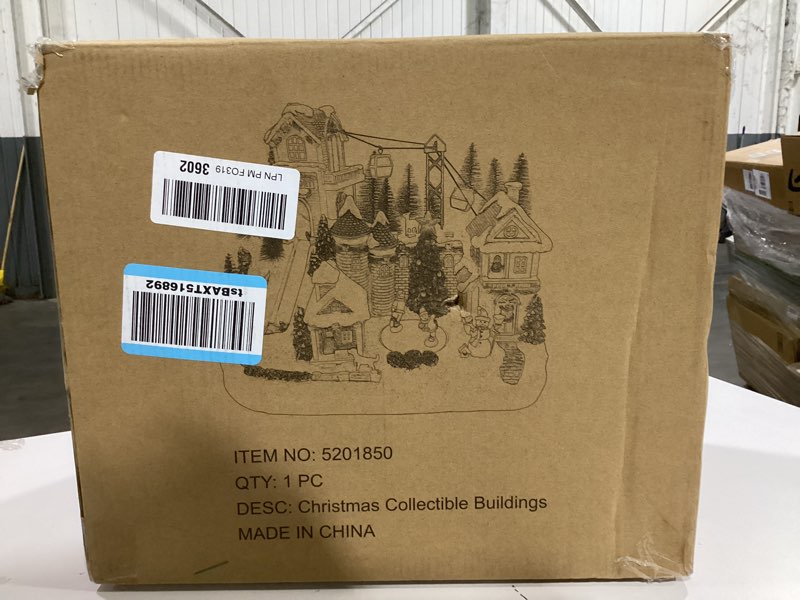 LPN PM FO319
3602
tsBAXT516892
ITEM NO: 5201850
QTY: 1 PC
DESC: Christmas Collectible Buildings
MADE IN CHINA